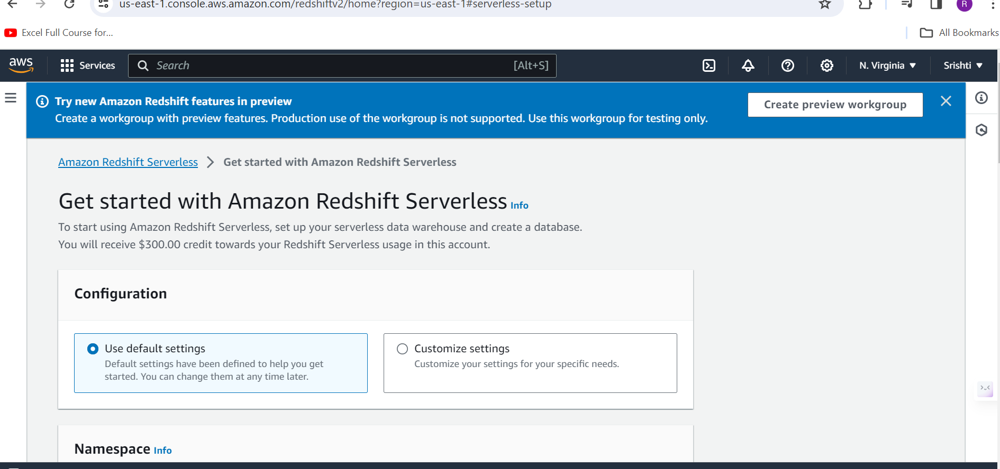 us-east-1.console.aws.amazon.com/redshiftv2/home?region=us-east-1#serverless-setup
R
Excel Full Course for...
All Bookmarks
aws
Services
Search
[Alt+S]
N. Virginia
Srishti
Try new Amazon Redshift features in preview
Create a workgroup with preview features. Production use of the workgroup is not supported. Use this workgroup for testing only.
Create preview workgroup
Amazon Redshift Serverless
Get started with Amazon Redshift Serverless
Get started with Amazon Redshift Serverless Info
To start using Amazon Redshift Serverless, set up your serverless data warehouse and create a database.
You will receive $300.00 credit towards your Redshift Serverless usage in this account.
Configuration
Use default settings
Default settings have been defined to help you get
started. You can change them at any time later.
Customize settings
Customize your settings for your specific needs.
Namespace Info